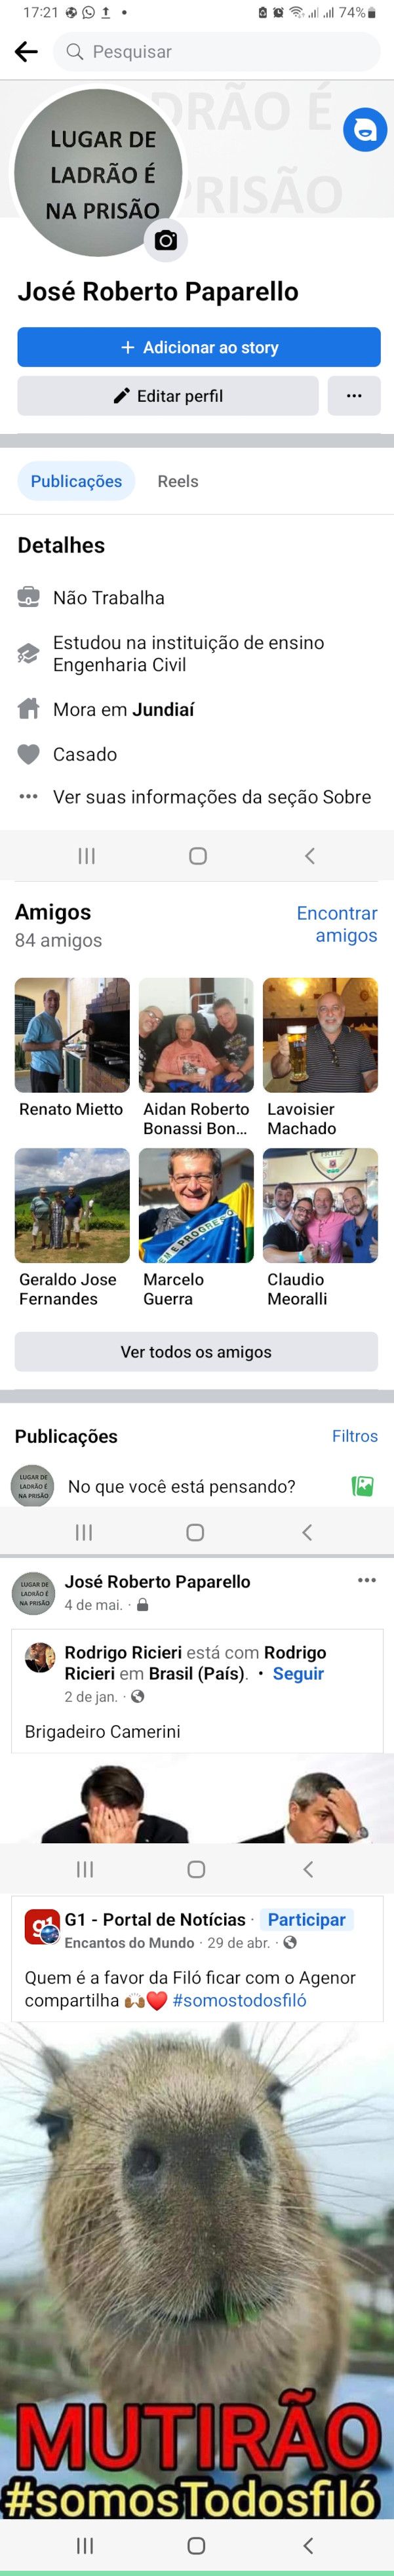 17:21
74%
Pesquisar
DRÃO É
PRISÃO
LUGAR DE
LADRÃO É
NA PRISÃO
José Roberto Paparello
+ Adicionar ao story
Editar perfil
...
Publicações Reels
Detalhes
Não Trabalha
Estudou na instituição de ensino
Engenharia Civil
Mora em Jundiaí
Casado
... Ver suas informações da seção Sobre
Amigos
84 amigos
Encontrar
amigos
Renato Mietto
Aidan Roberto
Bonassi Bon...
Lavoisier
Machado
EM E PROGRES
Geraldo Jose
Fernandes
Marcelo
Guerra
Claudio
Meoralli
Ver todos os amigos
Publicações Filtros
LUGAR DE
LADRÃO É
NA PRISÃO
No que você está pensando?
LUGAR DE
LADRÃO É
NA PRISÃO
José Roberto Paparello
4 de mai. ·
...
Rodrigo Ricieri está com Rodrigo
Ricieri em Brasil (País). • Seguir
2 de jan. ·
Brigadeiro Camerini
g1
G1 - Portal de Notícias · Participar
Encantos do Mundo · 29 de abr. ·
Quem é a favor da Filó ficar com o Agenor
compartilha 🙌🏽❤️ #somostodosfiló
MUTIRÃO
#somosTodosfiló